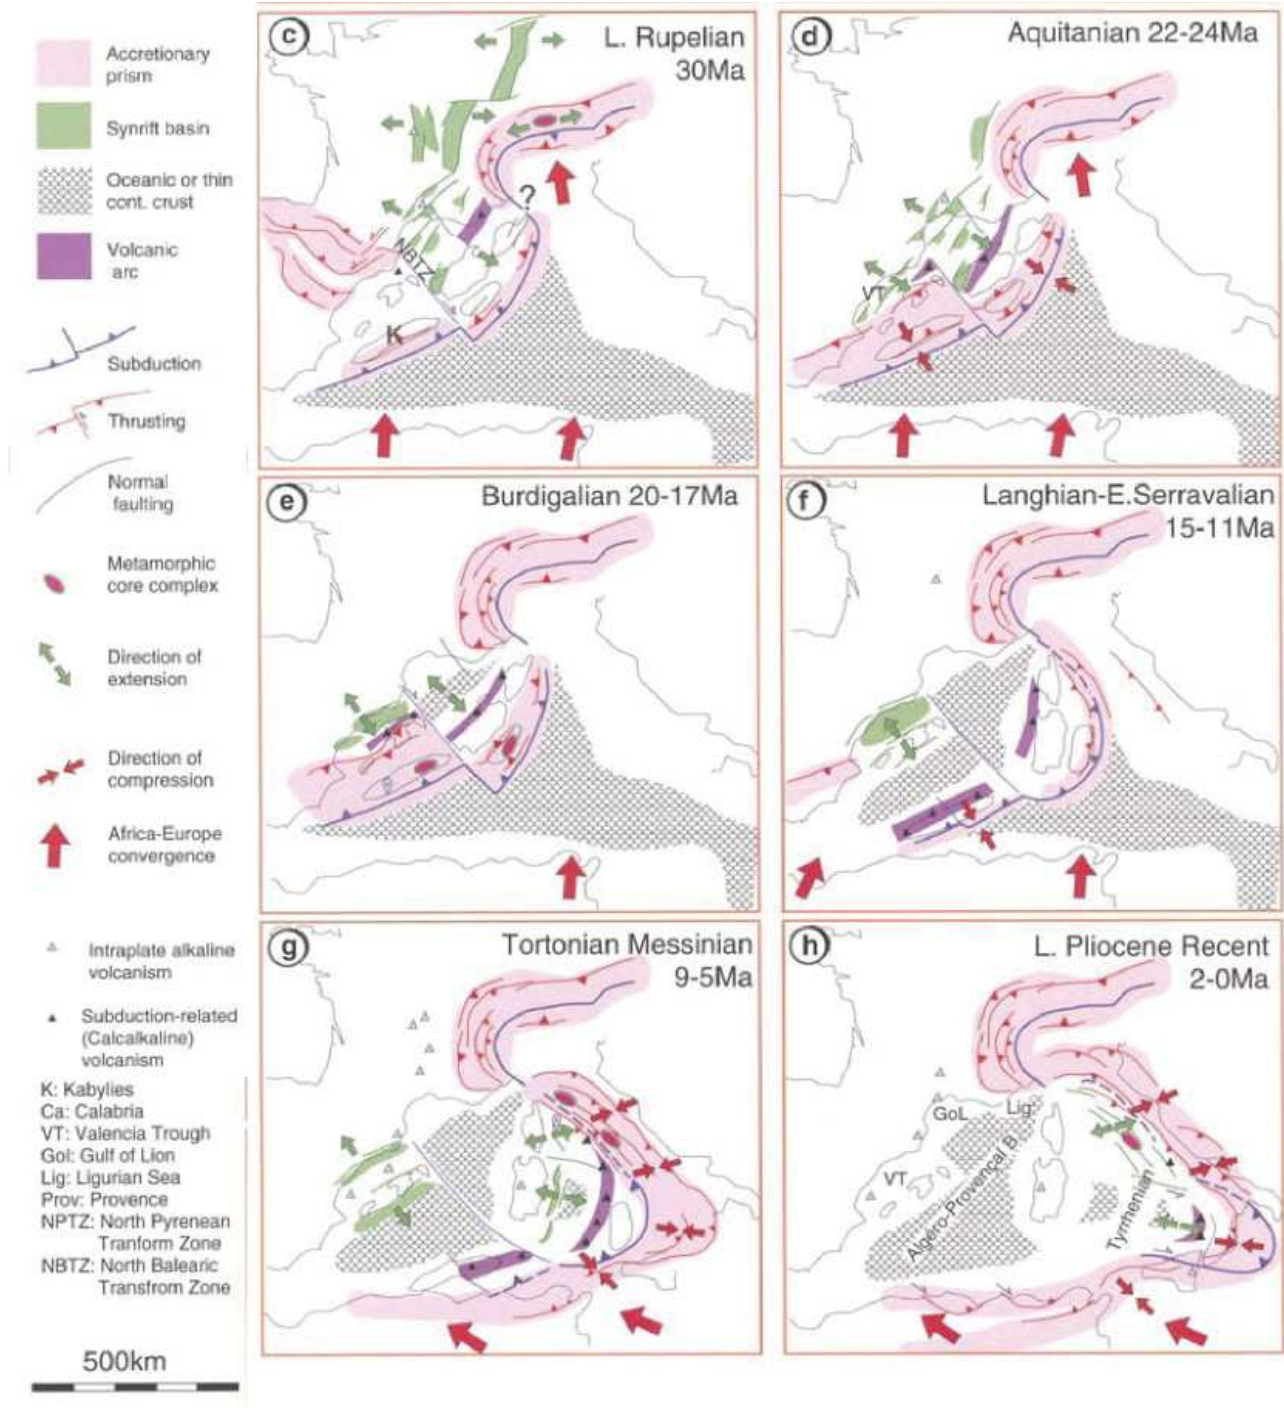 Accretionary
prism
Synrift basin
Oceanic or thin
cont. crust
Volcanic
arc
Subduction
Thrusting
Normal
faulting
Metamorphic
core complex
Direction of
extension
Direction of
compression
Africa-Europe
convergence
Intraplate alkaline
volcanism
Subduction-related
(Calcalkaline)
volcanism
K: Kabylies
Ca: Calabria
VT: Valencia Trough
Gol: Gulf of Lion
Lig: Ligurian Sea
Prov: Provence
NPTZ: North Pyrenean
Tranform Zone
NBTZ: North Balearic
Transfrom Zone
500km
c
L. Rupelian
30Ma
?
NBTZ
K
d
Aquitanian 22-24Ma
VT
e
Burdigalian 20-17Ma
f
Langhian-E.Serravalian
15-11Ma
g
Tortonian Messinian
9-5Ma
h
L. Pliocene Recent
2-0Ma
GoL
Lig
VT
Algero-Provençal B.
Tyrrhenian